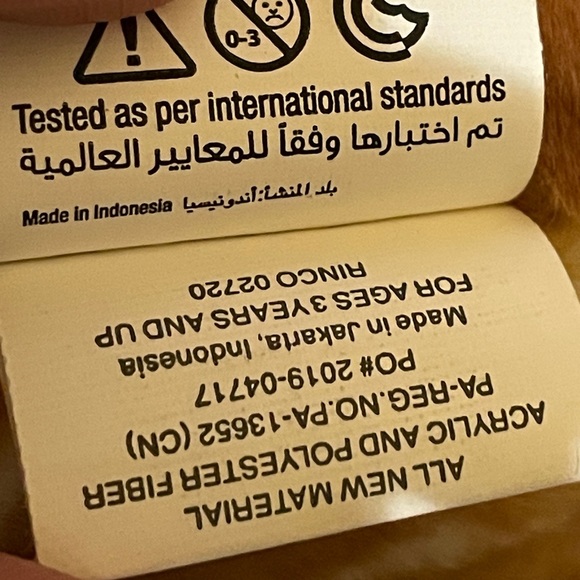 0-3
Tested as per international standards
تم اختبارها وفقاً للمعايير العالمية
Made in Indonesia بلد المنشأ:أندونيسيا
ALL NEW MATERIAL
ACRYLIC AND POLYESTER FIBER
PA-REG.NO.PA-13652 (CN)
PO# 2019-04717
Made in Jakarta, Indonesia
FOR AGES 3 YEARS AND UP
RINCO 02720